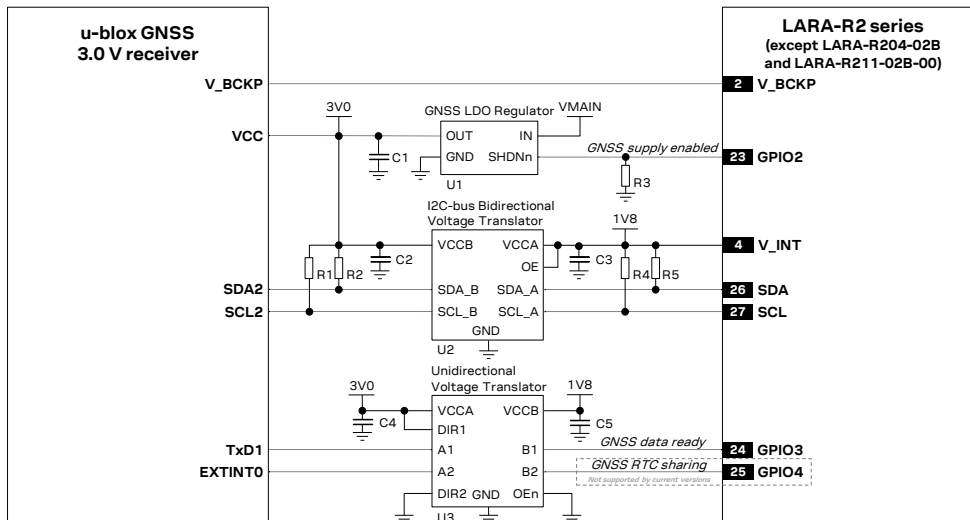 u-blox GNSS
3.0 V receiver
LARA-R2 series
(except LARA-R204-02B
and LARA-R211-02B-00)
V_BCKP
2 V_BCKP
3V0
GNSS LDO Regulator
VMAIN
VCC
OUT
IN
GNSS supply enabled
C1
GND
SHDNn
23 GPIO2
U1
R3
I2C-bus Bidirectional
Voltage Translator
1V8
VCCB
VCCA
4 V_INT
R1
R2
C2
OE
C3
R4
R5
SDA2
SDA_B
SDA_A
26 SDA
SCL2
SCL_B
SCL_A
27 SCL
GND
U2
Unidirectional
Voltage Translator
3V0
1V8
VCCA
VCCB
C4
DIR1
C5
GNSS data ready
TxD1
A1
B1
24 GPIO3
GNSS RTC sharing
EXTINT0
A2
B2
25 GPIO4
Not supported by current versions
DIR2
GND
OEn
U3